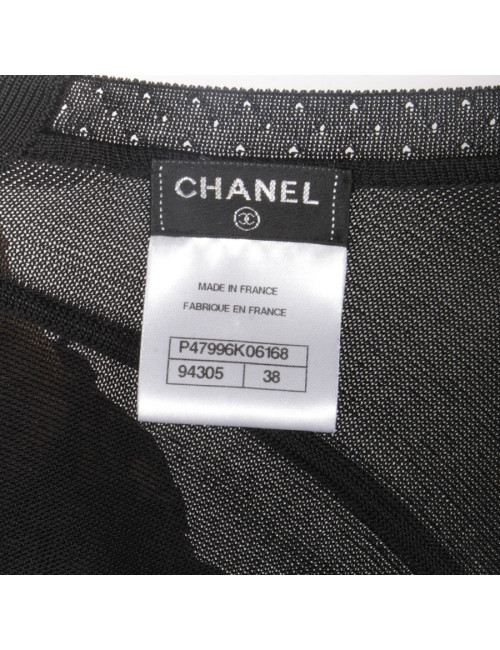 CHANEL
MADE IN FRANCE
FABRIQUE EN FRANCE
P47996K06168
94305 38